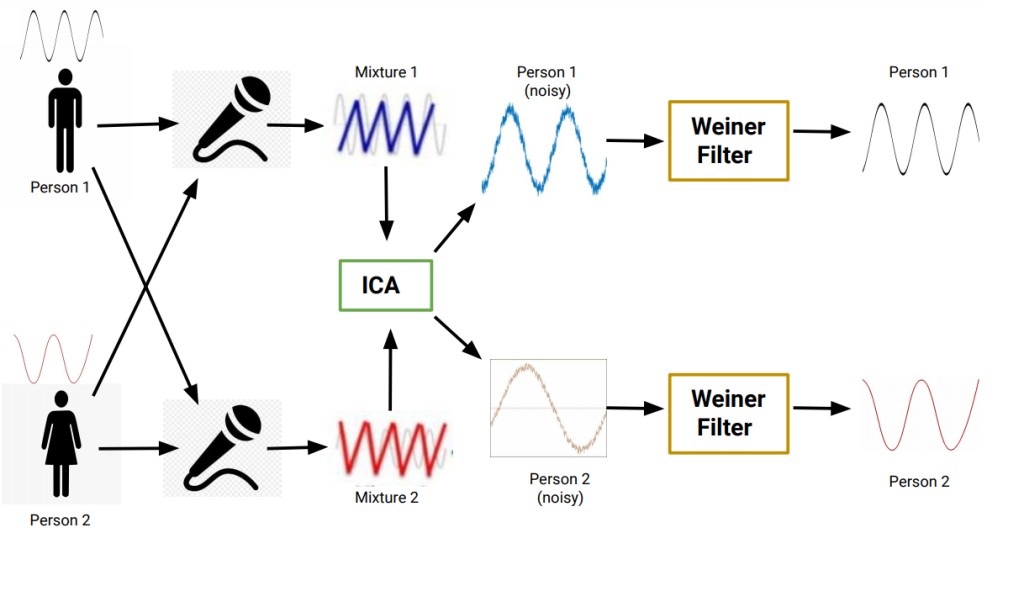 Mixture 1
Person 1
(noisy)
Person 1
Weiner
Filter
Person 1
ICA
Weiner
Filter
Person 2
(noisy)
Person 2
Mixture 2
Person 2